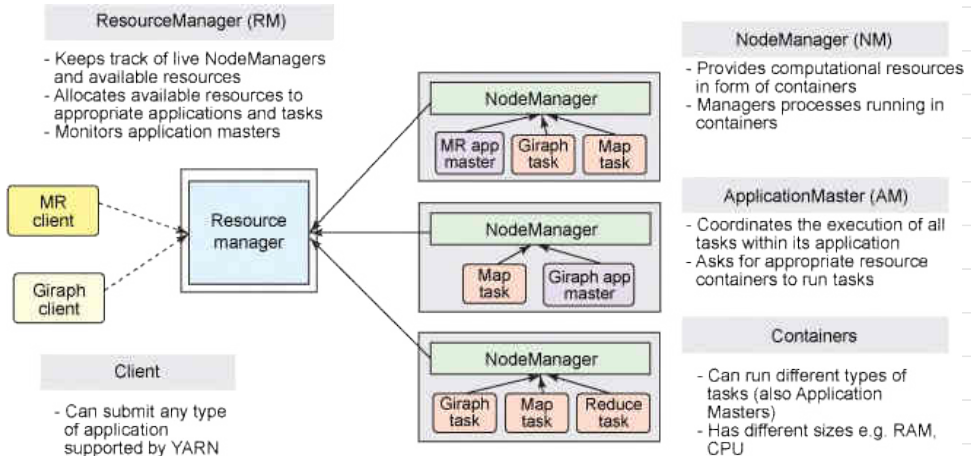 ResourceManager (RM)
- Keeps track of live NodeManagers
and available resources
- Allocates available resources to
appropriate applications and tasks
- Monitors application masters
MR
client
Giraph
client
Resource
manager
Client
- Can submit any type
of application
supported by YARN
NodeManager
MR app
master
Giraph
task
Map
task
NodeManager
Map
task
Giraph app
master
NodeManager
Giraph
task
Map
task
Reduce
task
NodeManager (NM)
- Provides computational resources
in form of containers
- Managers processes running in
containers
ApplicationMaster (AM)
- Coordinates the execution of all
tasks within its application
- Asks for appropriate resource
containers to run tasks
Containers
- Can run different types of
tasks (also Application
Masters)
- Has different sizes e.g. RAM,
CPU